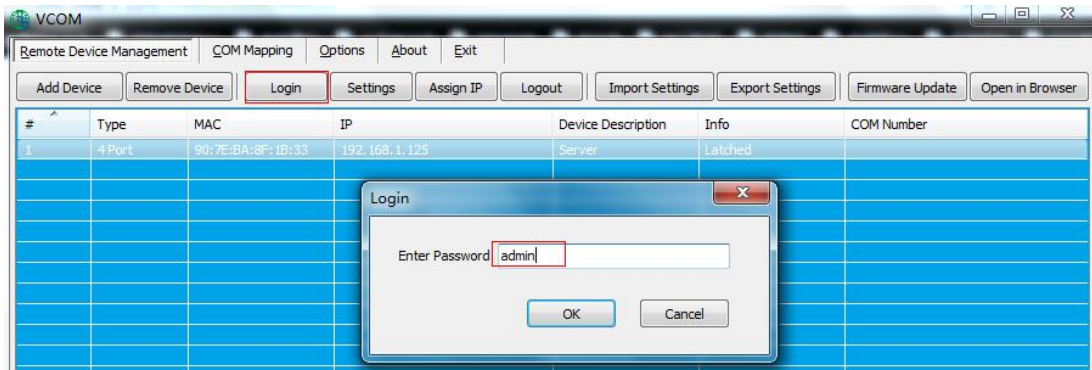 VCOM
Remote Device Management COM Mapping Options About Exit
Add Device Remove Device Login Settings Assign IP Logout Import Settings Export Settings Firmware Update Open in Browser
# Type MAC IP Device Description Info COM Number
1 4 Port 90:7E:BA:8F:1B:33 192.168.1.125 Server Latched
Login
Enter Password admin
OK Cancel